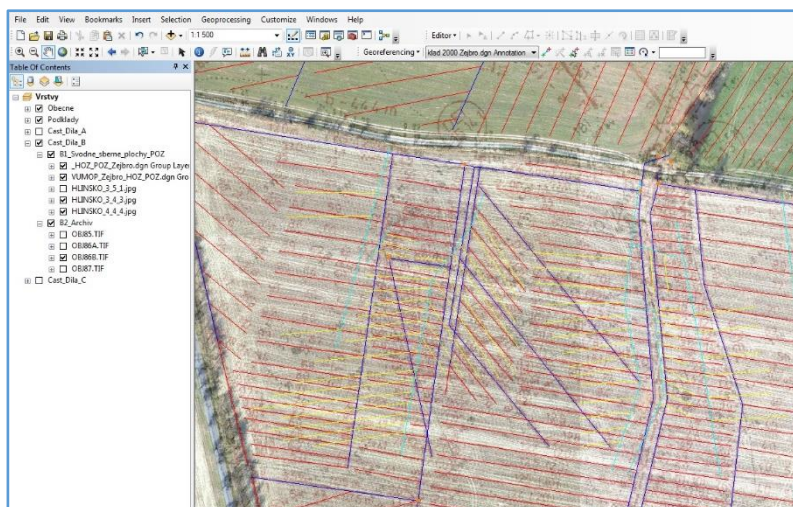 File Edit View Bookmarks Insert Selection Geoprocessing Customize Windows Help
1:1 500 Editor
Georeferencing klad 2000 Zejbro.dgn Annotation
Table Of Contents
Vrstvy
Obecne
Podklady
Cast_Dila_A
Cast_Dila_B
B1_Svodne_sberne_plochy_POZ
_HOZ_POZ_Zejbro.dgn Group Laye
VUMOP_Zejbro_HOZ_POZ.dgn Gro
HLINSKO_3_5_1.jpg
HLINSKO_3_4_3.jpg
HLINSKO_4_4_4.jpg
B2_Archiv
OBJ85.TIF
OBJ86A.TIF
OBJ86B.TIF
OBJ87.TIF
Cast_Dila_C